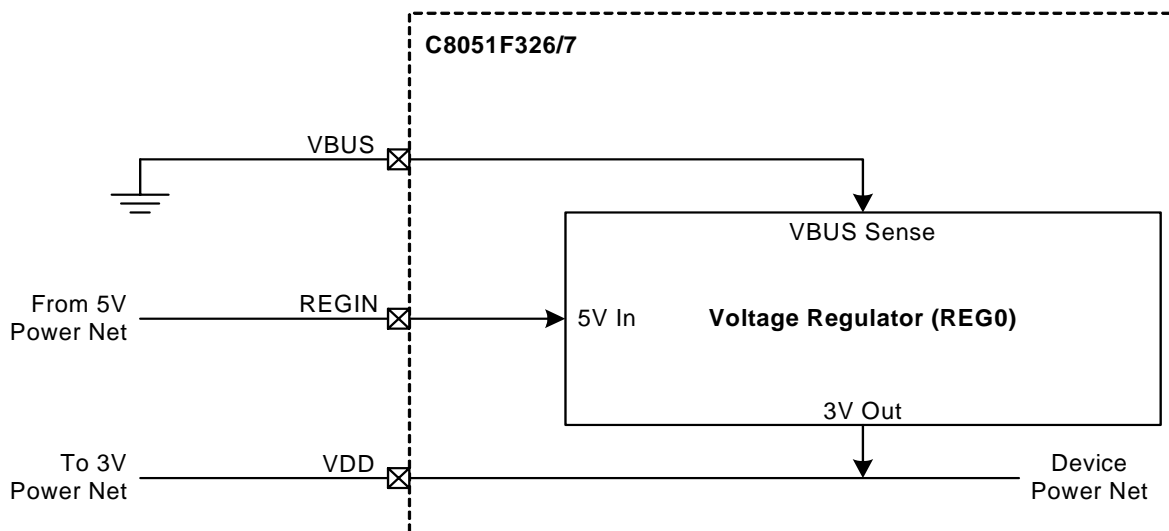 C8051F326/7
VBUS
VBUS Sense
From 5V
Power Net
REGIN
5V In
Voltage Regulator (REG0)
3V Out
To 3V
Power Net
VDD
Device
Power Net